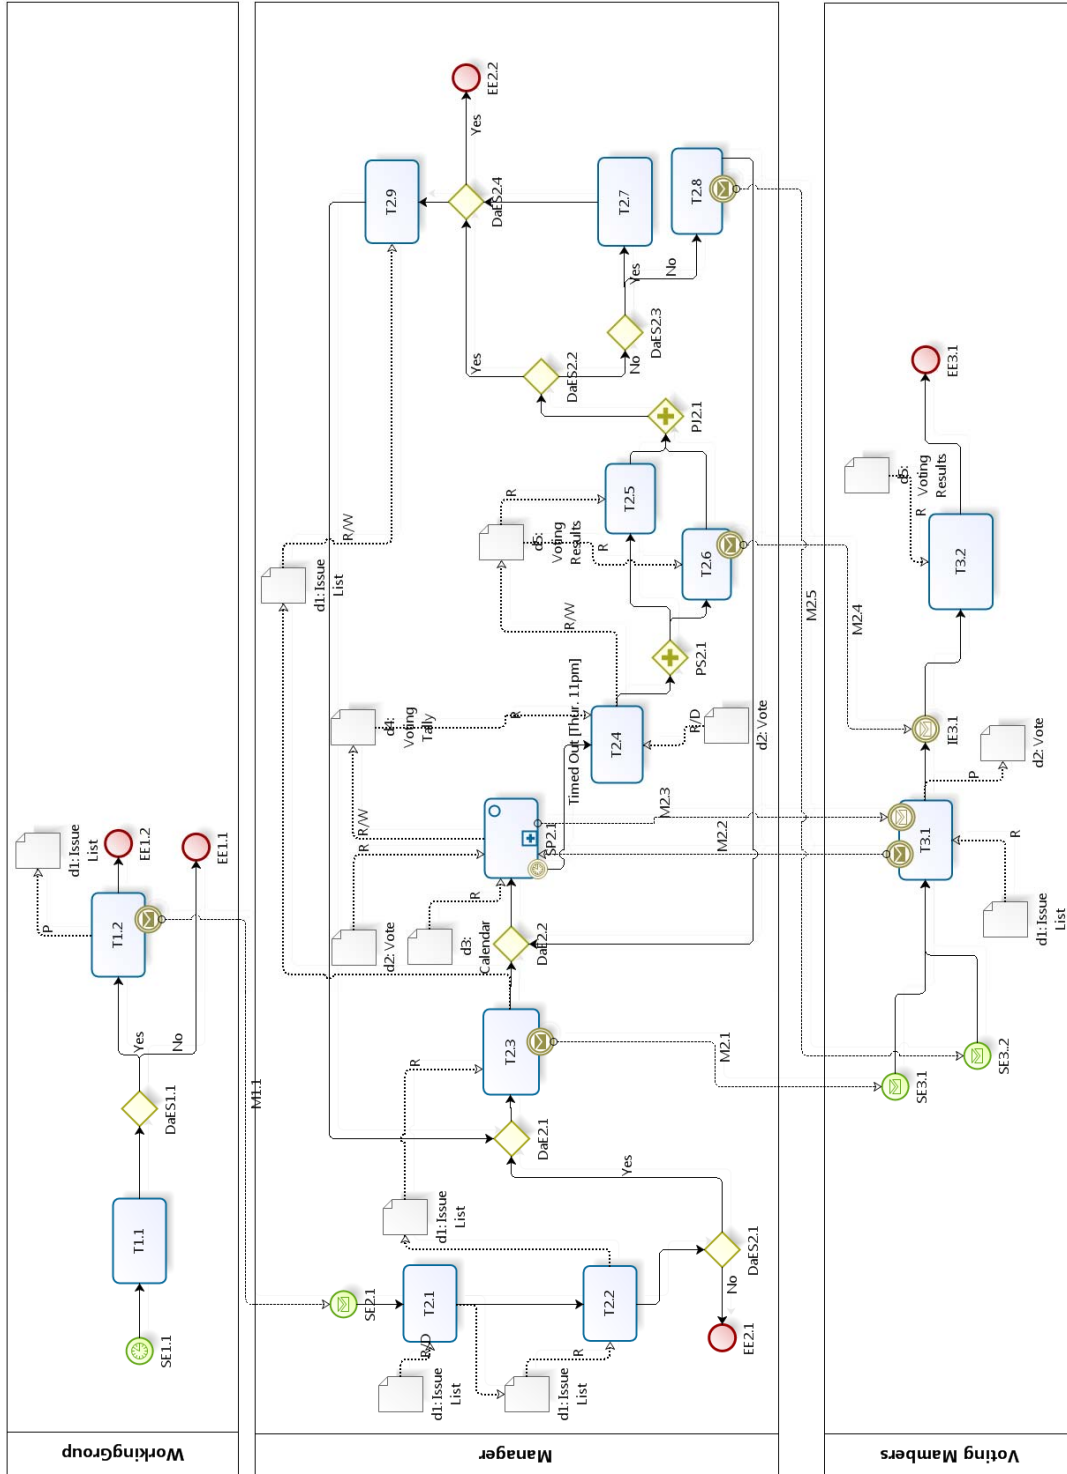 WorkingGroup
SE1.1
T1.1
DaES1.1
Yes
No
T1.2
P
d1: Issue
List
EE1.2
EE1.1
M1.1
Manager
SE2.1
T2.1
R/D
d1: Issue
List
d1: Issue
List
R
T2.2
d1: Issue
List
R
DaES2.1
No
EE2.1
Yes
DaE2.1
T2.3
M2.1
DaE2.2
d2: Vote
R
d3:
Calendar
R
SP2.1
R/W
d4:
Voting
Tally
R
M2.3
M2.2
Timed Out [Thur. 11pm]
T2.4
R/D
d2: Vote
R/W
d5:
Voting
Results
R
R
PS2.1
T2.5
T2.6
PJ2.1
d1: Issue
List
R/W
DaES2.2
Yes
No
DaES2.3
Yes
No
T2.7
T2.8
DaES2.4
T2.9
Yes
EE2.2
M2.5
M2.4
Voting Mambers
SE3.1
SE3..2
d1: Issue
List
R
T3.1
P
d2: Vote
IE3.1
T3.2
R
d5:
Voting
Results
EE3.1